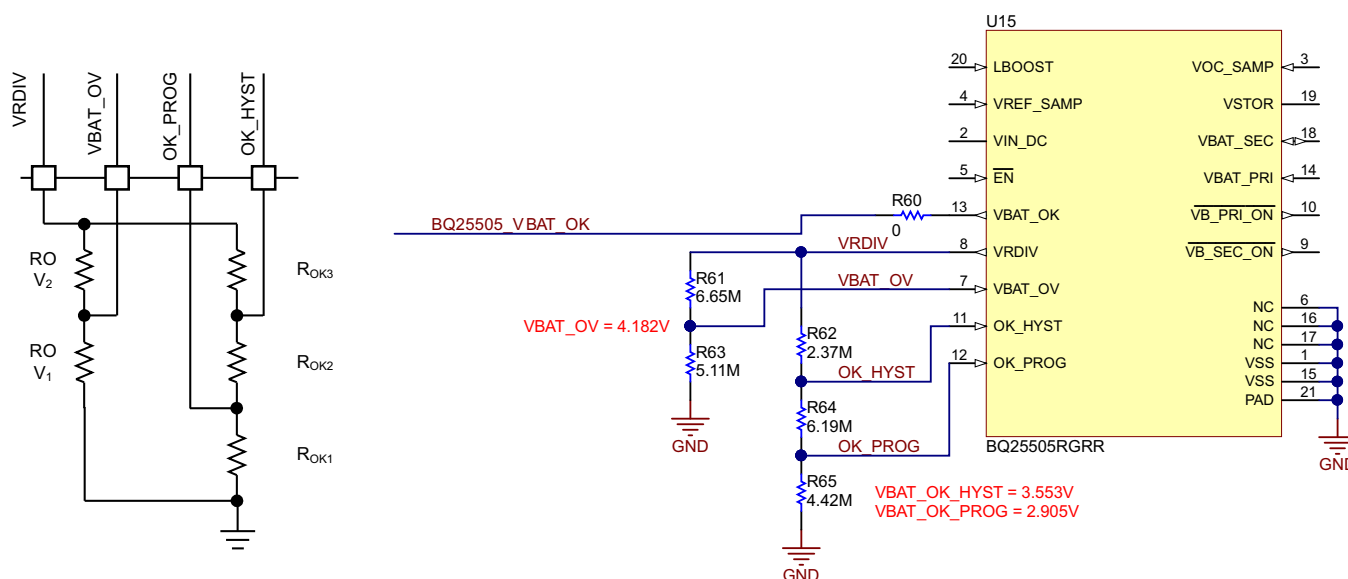 VRDIV
VBAT_OV
OK_PROG
OK_HYST
RO
V2
ROK3
RO
V1
ROK2
ROK1
BQ25505_VBAT_OK
R60
0
VRDIV
R61
6.65M
VBAT_OV
VBAT_OV = 4.182V
R63
5.11M
GND
R62
2.37M
OK_HYST
R64
6.19M
OK_PROG
R65
4.42M
VBAT_OK_HYST = 3.553V
VBAT_OK_PROG = 2.905V
GND
U15
20 LBOOST
4 VREF_SAMP
2 VIN_DC
5 EN
13 VBAT_OK
8 VRDIV
7 VBAT_OV
11 OK_HYST
12 OK_PROG
VOC_SAMP 3
VSTOR 19
VBAT_SEC 18
VBAT_PRI 14
VB_PRI_ON 10
VB_SEC_ON 9
NC 6
NC 16
NC 17
VSS 1
VSS 15
PAD 21
BQ25505RGRR
GND